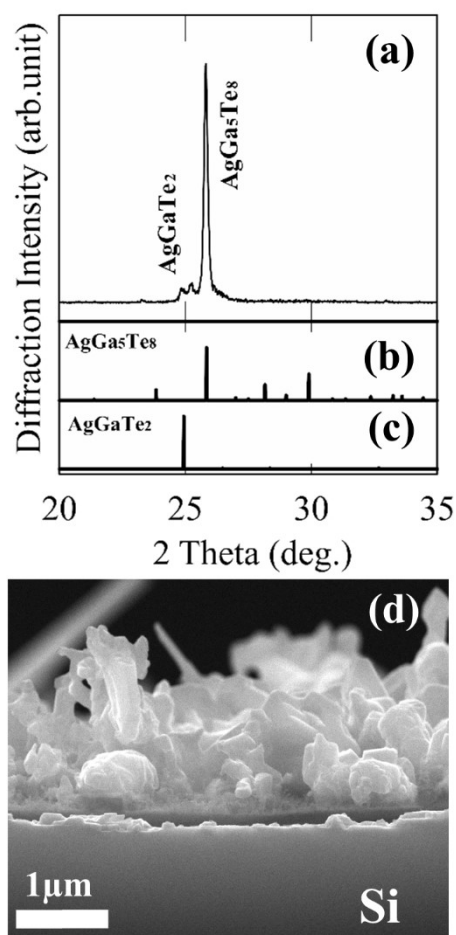 (a)
Diffraction Intensity (arb.unit)
AgGaTe₂
AgGa₅Te₈
AgGa₅Te₈
(b)
AgGaTe₂
(c)
20 25 30 35
2 Theta (deg.)
(d)
1μm
Si